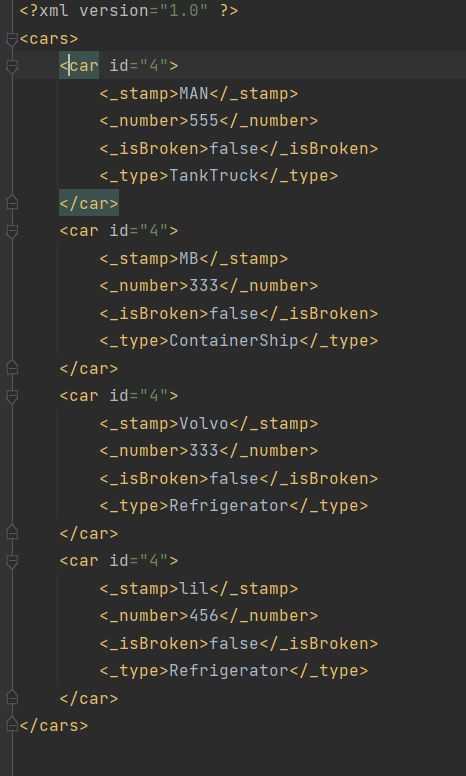 <?xml version="1.0" ?>
<cars>
<car id="4">
<_stamp>MAN</_stamp>
<_number>555</_number>
<_isBroken>false</_isBroken>
<_type>TankTruck</_type>
</car>
<car id="4">
<_stamp>MB</_stamp>
<_number>333</_number>
<_isBroken>false</_isBroken>
<_type>ContainerShip</_type>
</car>
<car id="4">
<_stamp>Volvo</_stamp>
<_number>333</_number>
<_isBroken>false</_isBroken>
<_type>Refrigerator</_type>
</car>
<car id="4">
<_stamp>lil</_stamp>
<_number>456</_number>
<_isBroken>false</_isBroken>
<_type>Refrigerator</_type>
</car>
</cars>